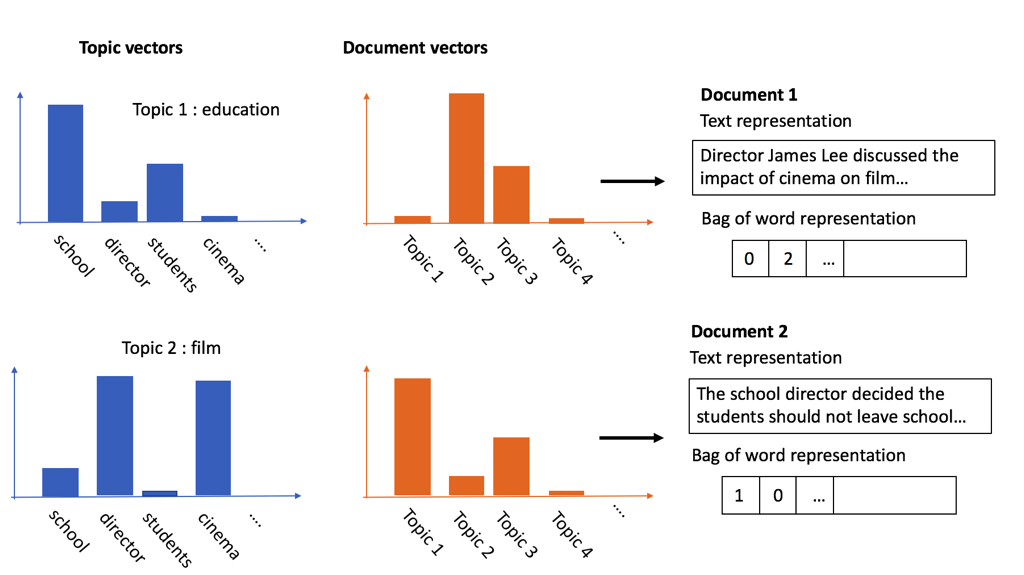 Topic vectors
Document vectors
Topic 1 : education
school
director
students
cinema
....
Topic 1
Topic 2
Topic 3
Topic 4
....
Document 1
Text representation
Director James Lee discussed the
impact of cinema on film...
Bag of word representation
0 2 ...
Topic 2 : film
school
director
students
cinema
....
Topic 1
Topic 2
Topic 3
Topic 4
....
Document 2
Text representation
The school director decided the
students should not leave school...
Bag of word representation
1 0 ...